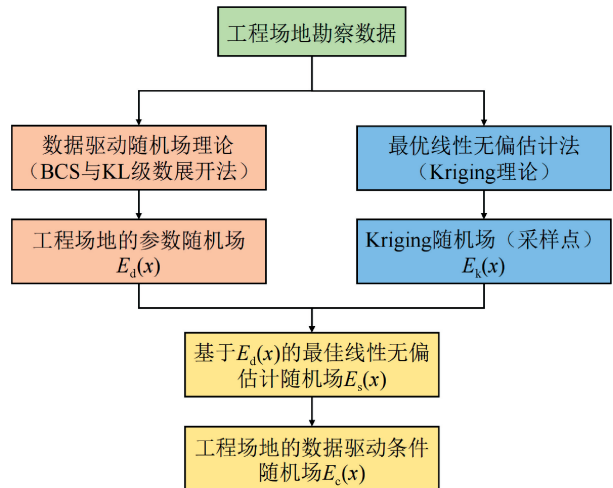 工程场地勘察数据
数据驱动随机场理论
（BCS与KL级数展开法）
最优线性无偏估计法
（Kriging理论）
工程场地的参数随机场
Ed(x)
Kriging随机场（采样点）
Ek(x)
基于Ed(x)的最佳线性无偏
估计随机场Es(x)
工程场地的数据驱动条件
随机场Ec(x)